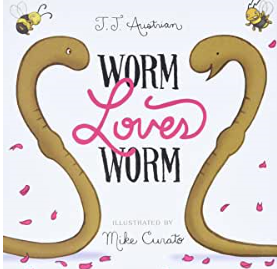 J. J. Austrian
WORM
Loves
WORM
ILLUSTRATED BY
Mike Curato